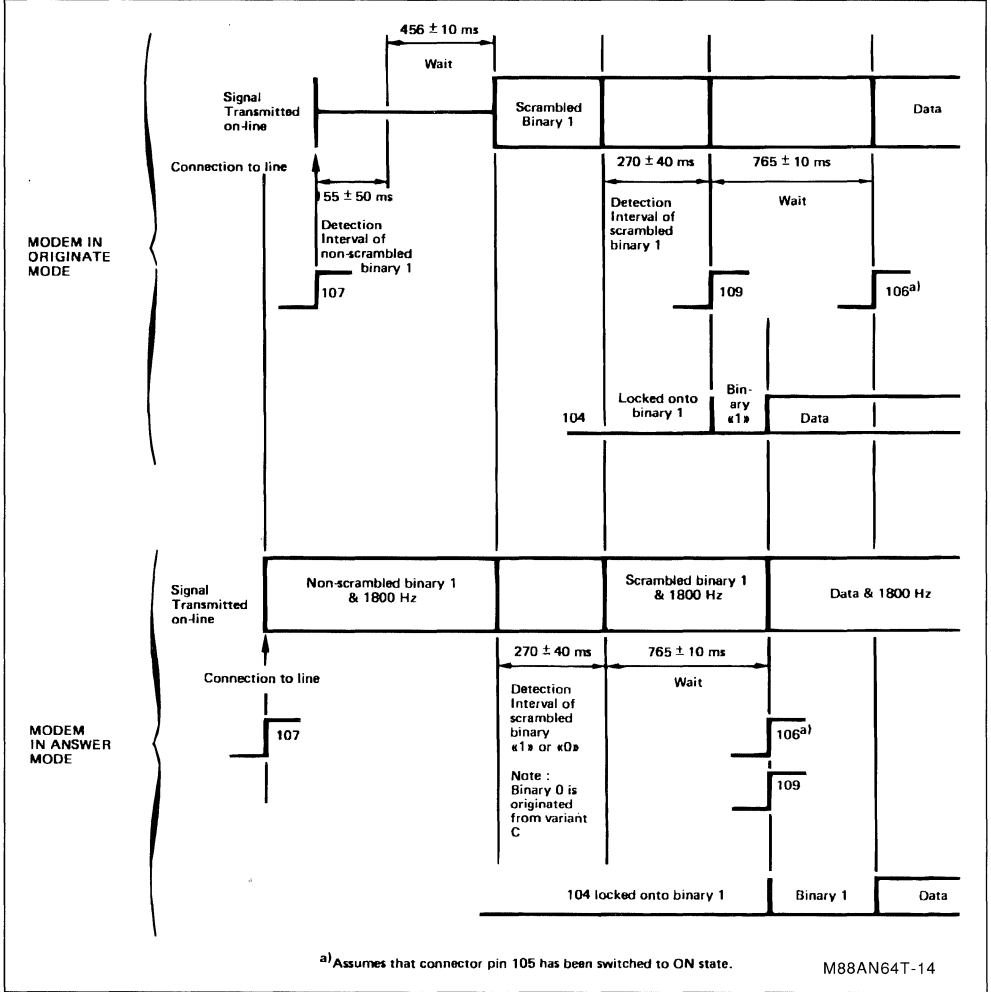 456 ± 10 ms
Wait
Signal
Transmitted
on-line
Scrambled
Binary 1
Data
Connection to line
55 ± 50 ms
Detection
Interval of
non-scrambled
binary 1
270 ± 40 ms
Detection
Interval of
scrambled
binary 1
765 ± 10 ms
Wait
MODEM IN
ORIGINATE
MODE
107
109
106a)
104
Locked onto
binary 1
Bin-
ary
«1»
Data
Signal
Transmitted
on-line
Non-scrambled binary 1
& 1800 Hz
Scrambled binary 1
& 1800 Hz
Data & 1800 Hz
Connection to line
270 ± 40 ms
Detection
Interval of
scrambled
binary
«1» or «0»
Note :
Binary 0 is
originated
from variant
C
765 ± 10 ms
Wait
MODEM
IN ANSWER
MODE
107
106a)
109
104 locked onto binary 1
Binary 1
Data
a) Assumes that connector pin 105 has been switched to ON state.
M88AN64T-14